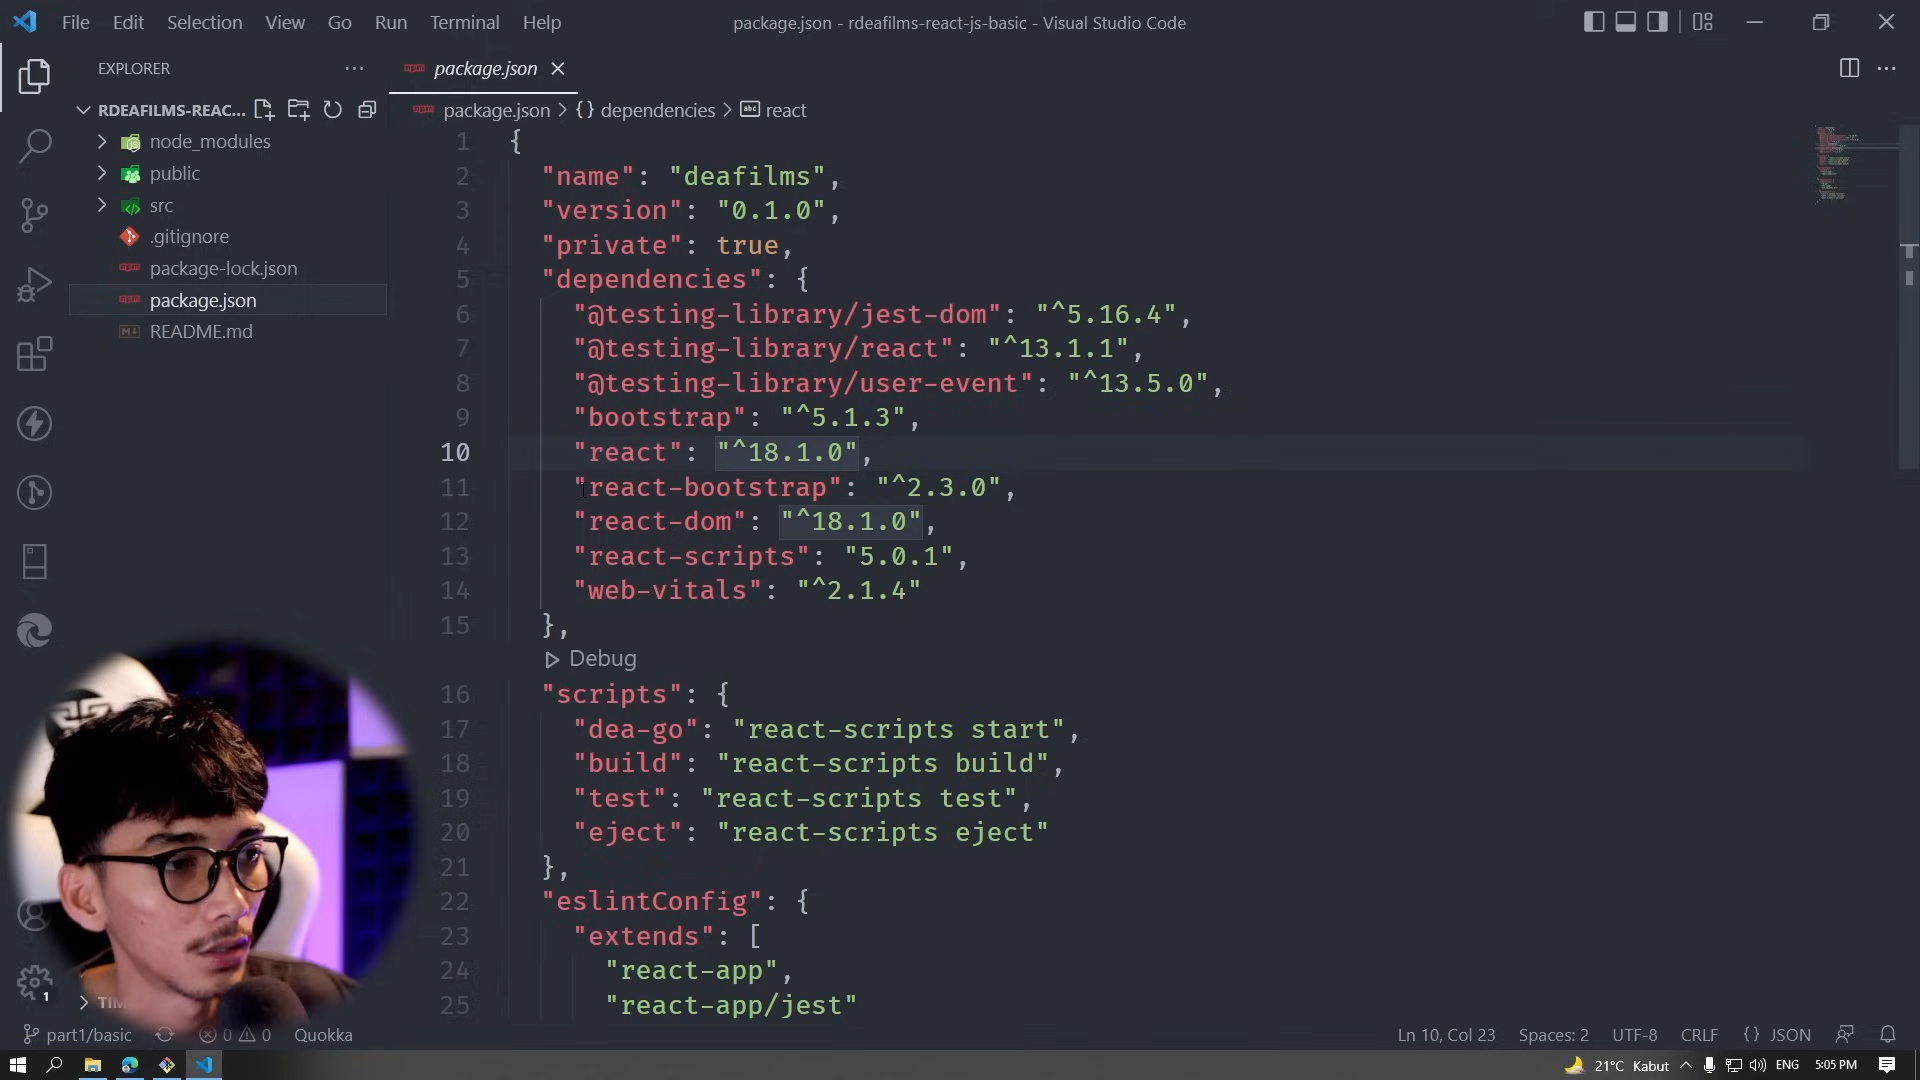 File Edit Selection View Go Run Terminal Help
package.json - rdeafilms-react-js-basic - Visual Studio Code
EXPLORER
package.json
RDEAFILMS-REAC...
package.json > {} dependencies > abc react
node_modules
public
src
.gitignore
package-lock.json
package.json
README.md
1 {
2 "name": "deafilms",
3 "version": "0.1.0",
4 "private": true,
5 "dependencies": {
6 "@testing-library/jest-dom": "^5.16.4",
7 "@testing-library/react": "^13.1.1",
8 "@testing-library/user-event": "^13.5.0",
9 "bootstrap": "^5.1.3",
10 "react": "^18.1.0",
11 "react-bootstrap": "^2.3.0",
12 "react-dom": "^18.1.0",
13 "react-scripts": "5.0.1",
14 "web-vitals": "^2.1.4"
15 },
Debug
16 "scripts": {
17 "dea-go": "react-scripts start",
18 "build": "react-scripts build",
19 "test": "react-scripts test",
20 "eject": "react-scripts eject"
21 },
22 "eslintConfig": {
23 "extends": [
24 "react-app",
25 "react-app/jest"
1
part1/basic 0 0 Quokka
Ln 10, Col 23 Spaces: 2 UTF-8 CRLF {} JSON
21°C Kabut ENG 5:05 PM